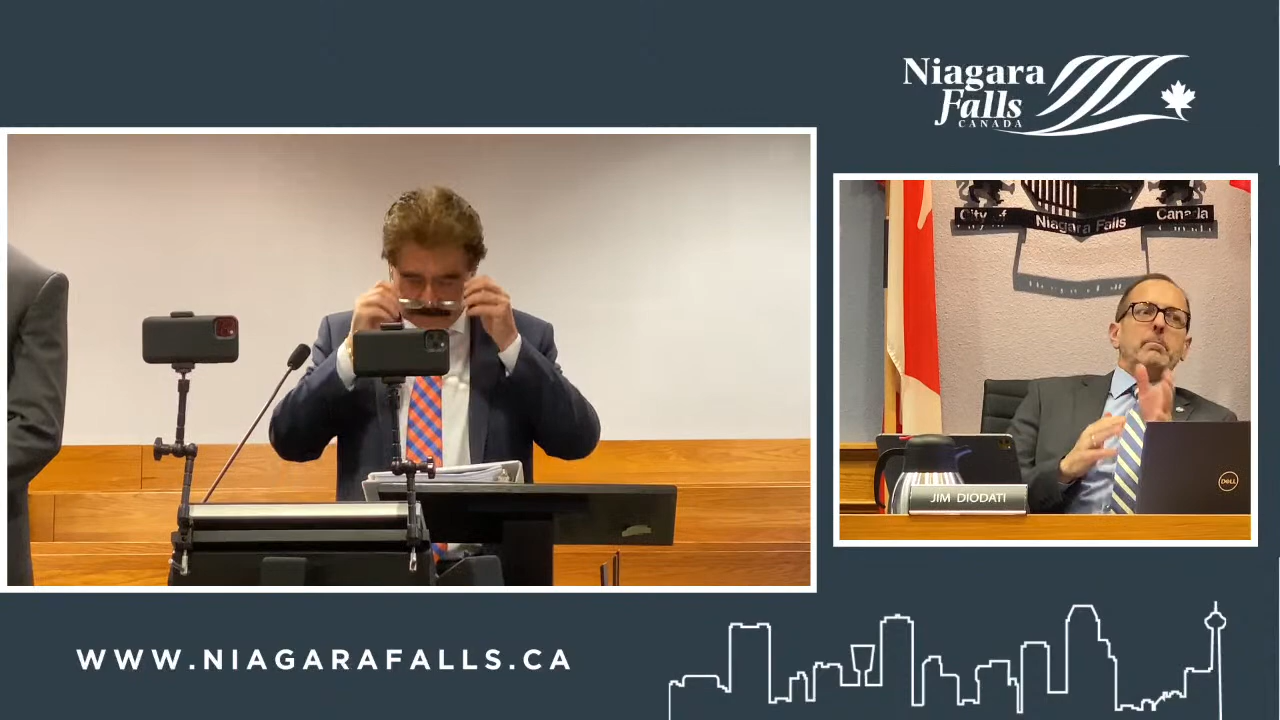 Niagara
Falls
CANADA
City of Niagara Falls Canada
JIM DIODATI
DELL
WWW.NIAGARAFALLS.CA